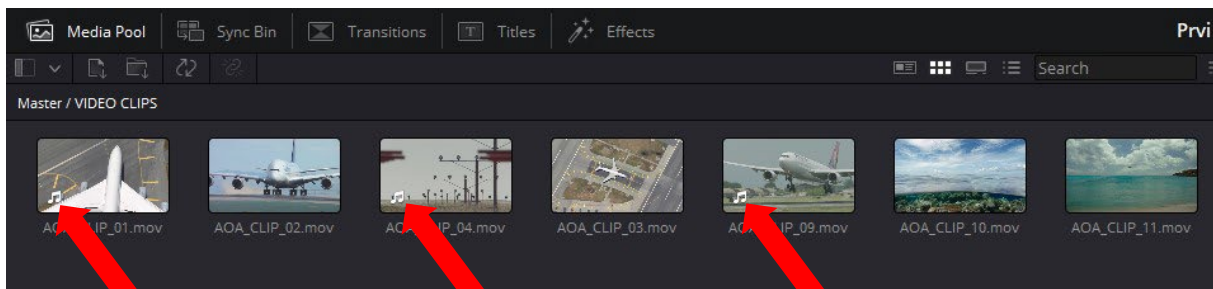 Media Pool Sync Bin Transitions T Titles Effects Prvi
Search
Master / VIDEO CLIPS
AOA_CLIP_02.mov AOA_CLIP_03.mov AOA_CLIP_10.mov AOA_CLIP_11.mov